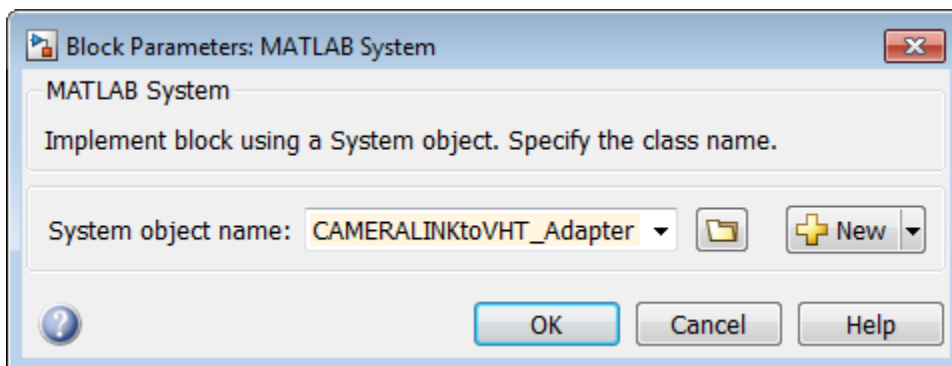 Block Parameters: MATLAB System
MATLAB System
Implement block using a System object. Specify the class name.
System object name: CAMERALINKtoVHT_Adapter New
? OK Cancel Help